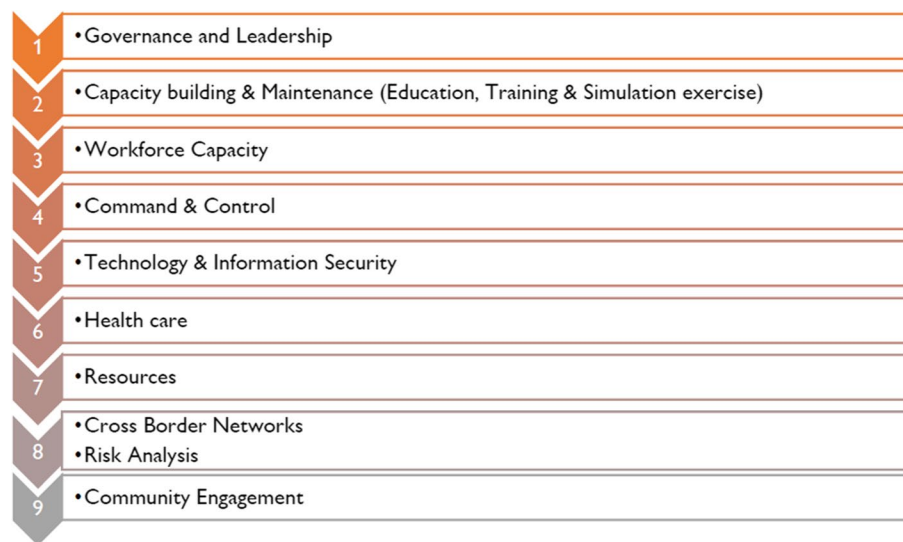 1
•Governance and Leadership
2
•Capacity building & Maintenance (Education, Training & Simulation exercise)
3
•Workforce Capacity
4
•Command & Control
5
•Technology & Information Security
6
•Health care
7
•Resources
8
•Cross Border Networks
•Risk Analysis
9
•Community Engagement